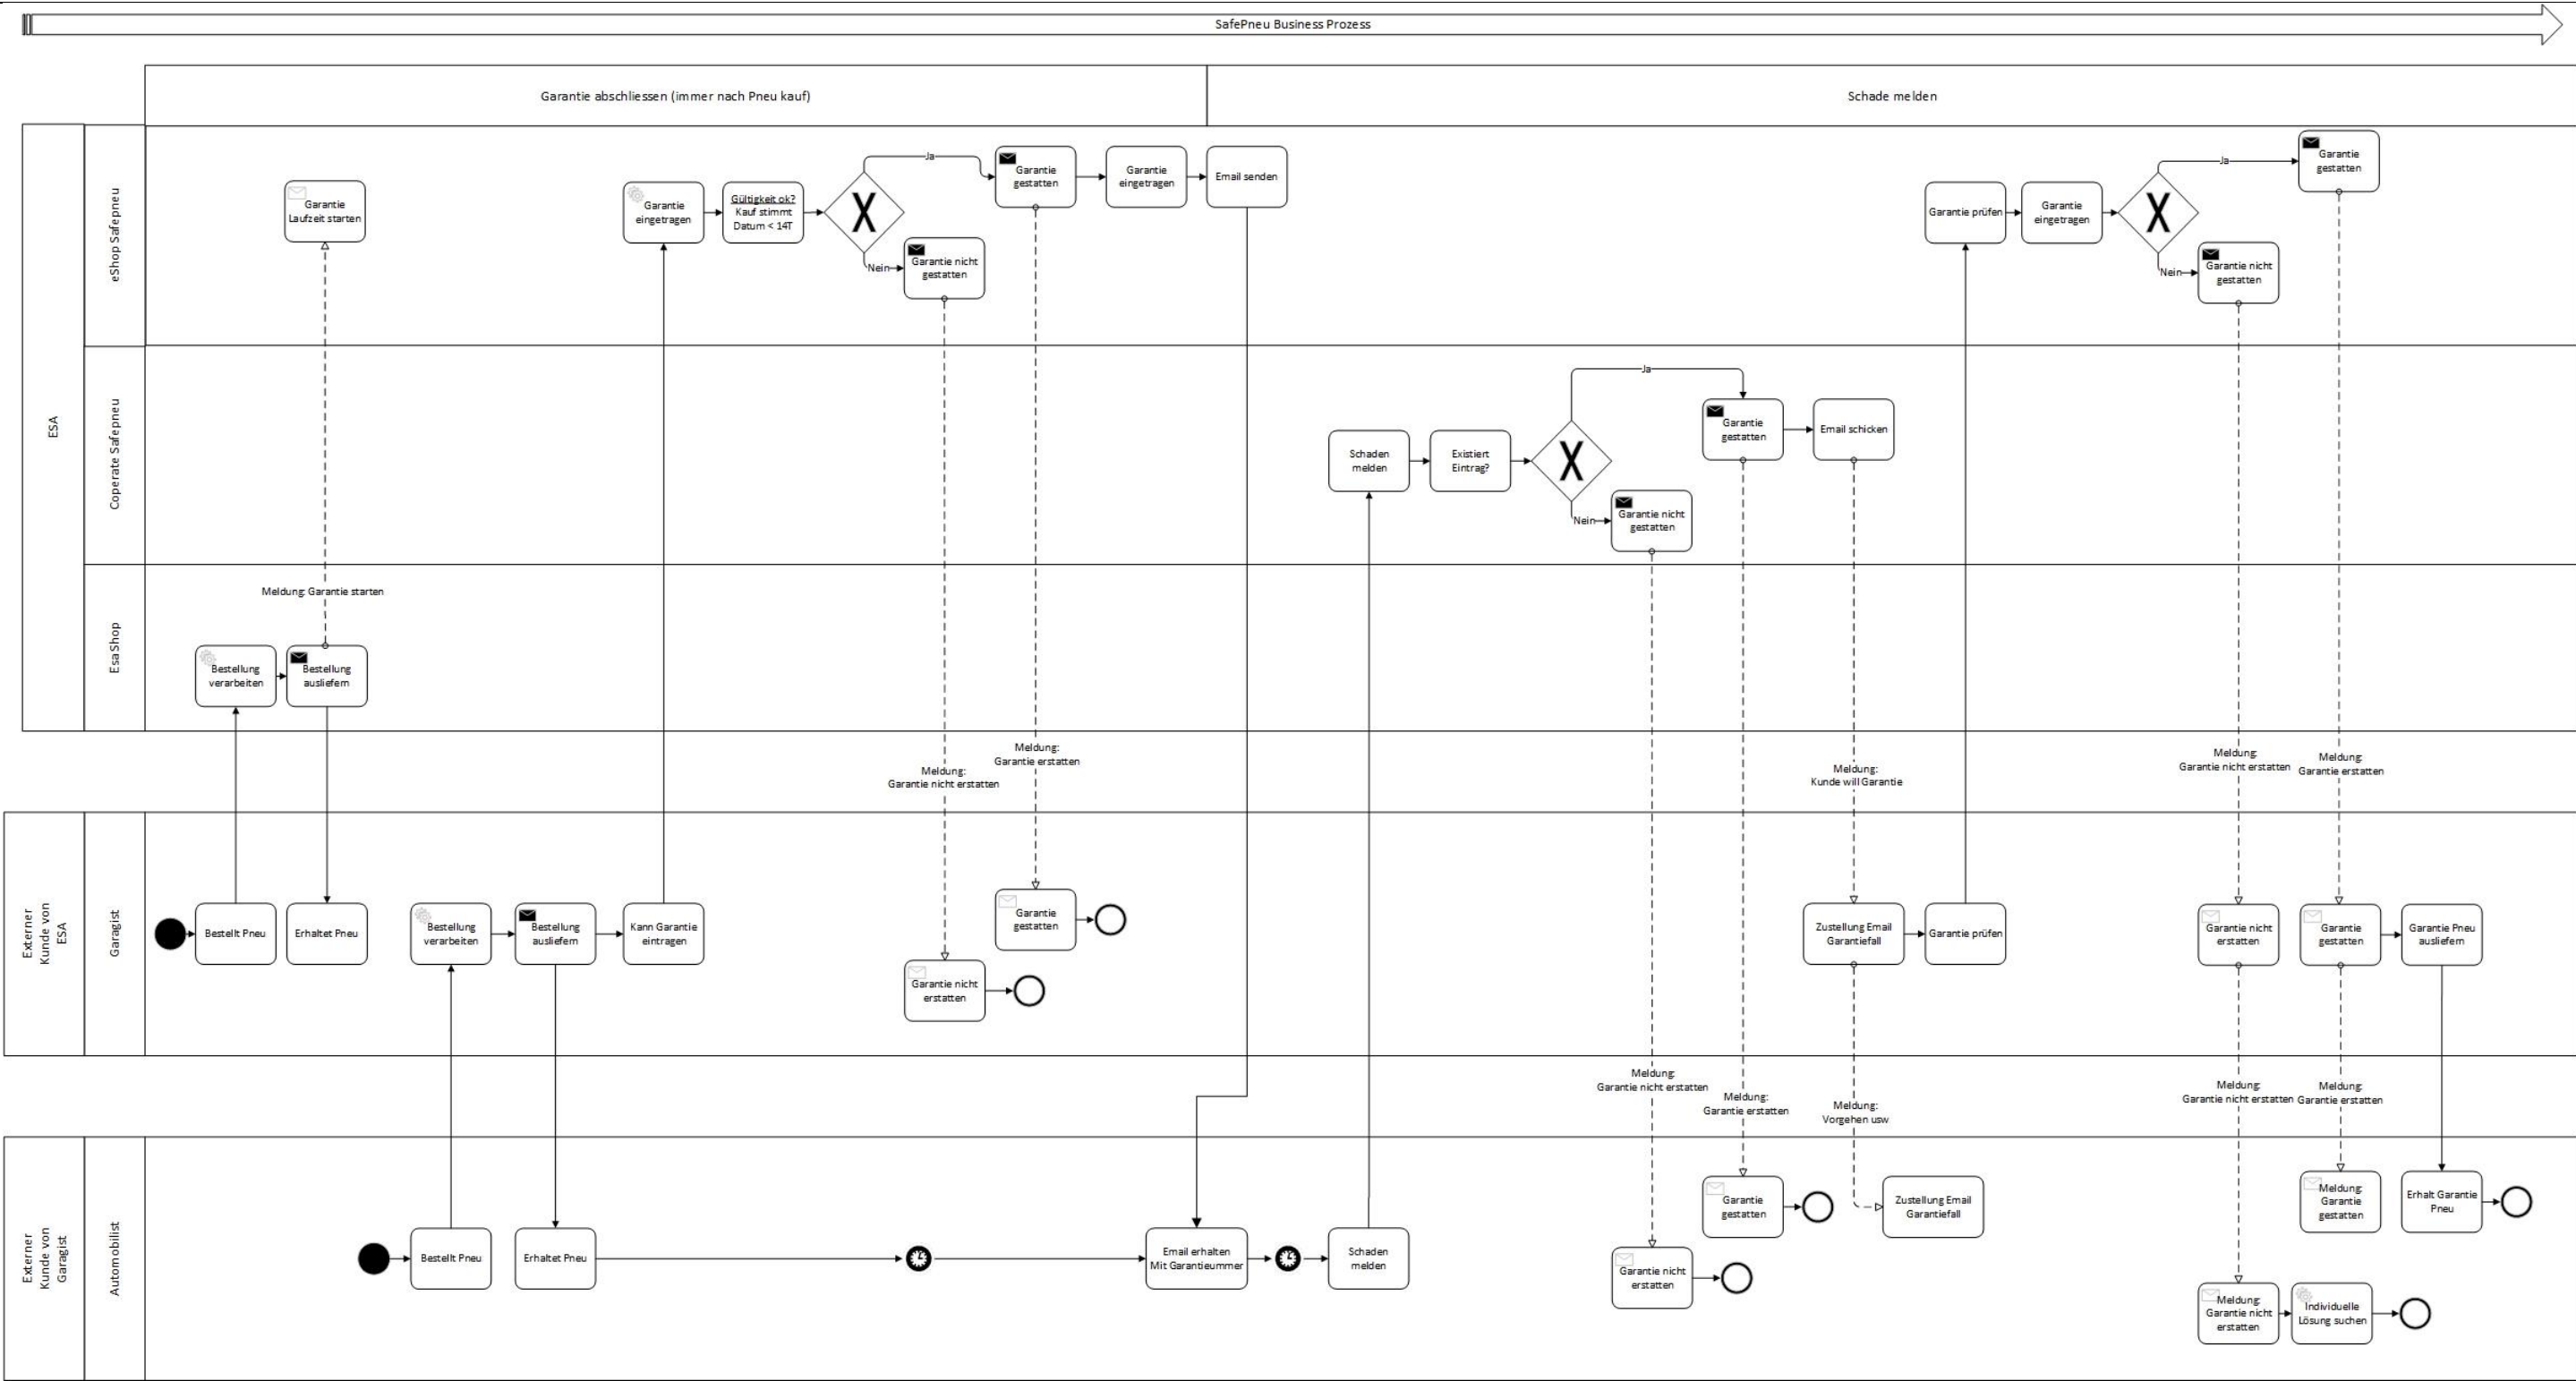 SafePneu Business Prozess
Garantie abschliessen (immer nach Pneu kauf)
Schade melden
ESA
eShop Safepneu
Garantie
Laufzeit starten
Garantie
eingetragen
Gültigkeit ok?
Kauf stimmt
Datum < 14T
Ja
Nein
Garantie
gestatten
Garantie nicht
gestatten
Garantie
eingetragen
Email senden
Garantie prüfen
Garantie
eingetragen
Ja
Nein
Garantie
gestatten
Garantie nicht
gestatten
Coperate Safepneu
Schaden
melden
Existiert
Eintrag?
Ja
Nein
Garantie
gestatten
Garantie nicht
gestatten
Email schicken
EsaShop
Meldung: Garantie starten
Bestellung
verarbeiten
Bestellung
ausliefern
Meldung:
Garantie nicht erstatten
Meldung:
Garantie erstatten
Meldung:
Kunde will Garantie
Meldung:
Garantie nicht erstatten
Meldung:
Garantie erstatten
Externer
Kunde von
ESA
Garagist
Bestellt Pneu
Erhaltet Pneu
Bestellung
verarbeiten
Bestellung
ausliefern
Kann Garantie
eintragen
Garantie nicht
erstatten
Garantie
gestatten
Zustellung Email
Garantiefall
Garantie prüfen
Garantie nicht
erstatten
Garantie
gestatten
Garantie Pneu
ausliefern
Meldung:
Garantie nicht erstatten
Meldung:
Garantie erstatten
Meldung:
Vorgehen usw
Meldung:
Garantie nicht erstatten
Meldung:
Garantie erstatten
Externer
Kunde von
Garagist
Automobilist
Bestellt Pneu
Erhaltet Pneu
Email erhalten
Mit Garantieummer
Schaden
melden
Garantie nicht
erstatten
Garantie
gestatten
Zustellung Email
Garantiefall
Meldung:
Garantie
gestatten
Erhalt Garantie
Pneu
Meldung:
Garantie nicht
erstatten
Individuelle
Lösung suchen